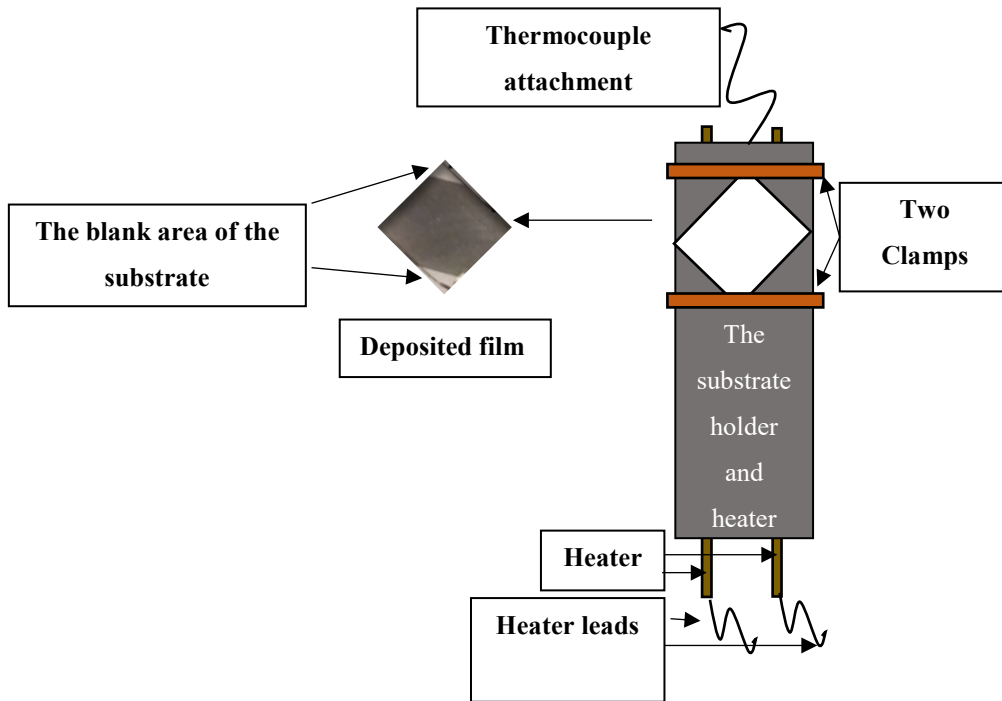 Thermocouple
attachment
The blank area of the
substrate
Two
Clamps
Deposited film
The
substrate
holder
and
heater
Heater
Heater leads